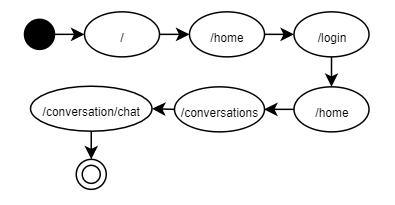 /
/home
/login
/home
/conversations
/conversation/chat